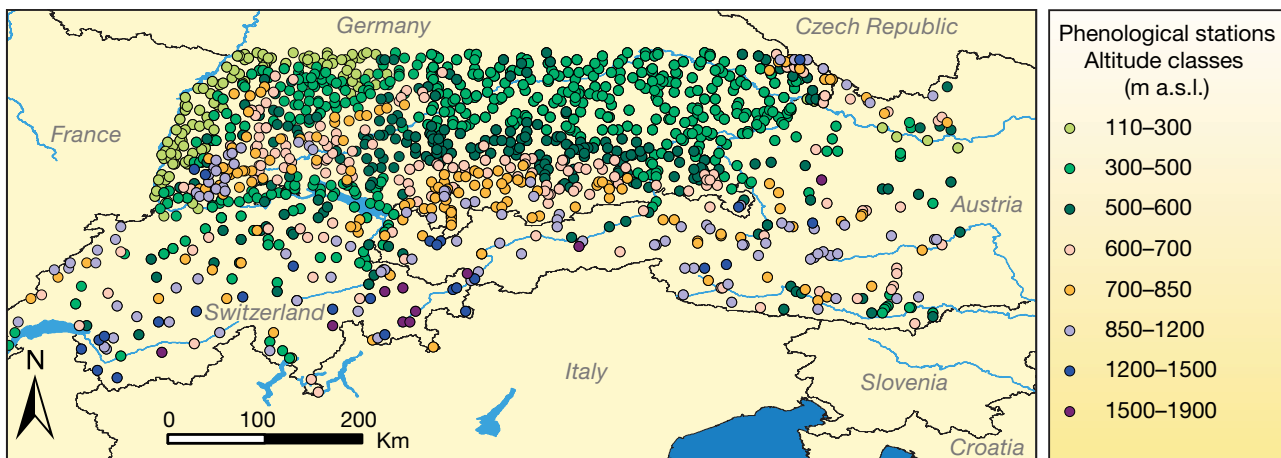 Germany
Czech Republic
France
Austria
Switzerland
Italy
Slovenia
Croatia
N
0 100 200
Km
Phenological stations
Altitude classes
(m a.s.l.)
110–300
300–500
500–600
600–700
700–850
850–1200
1200–1500
1500–1900